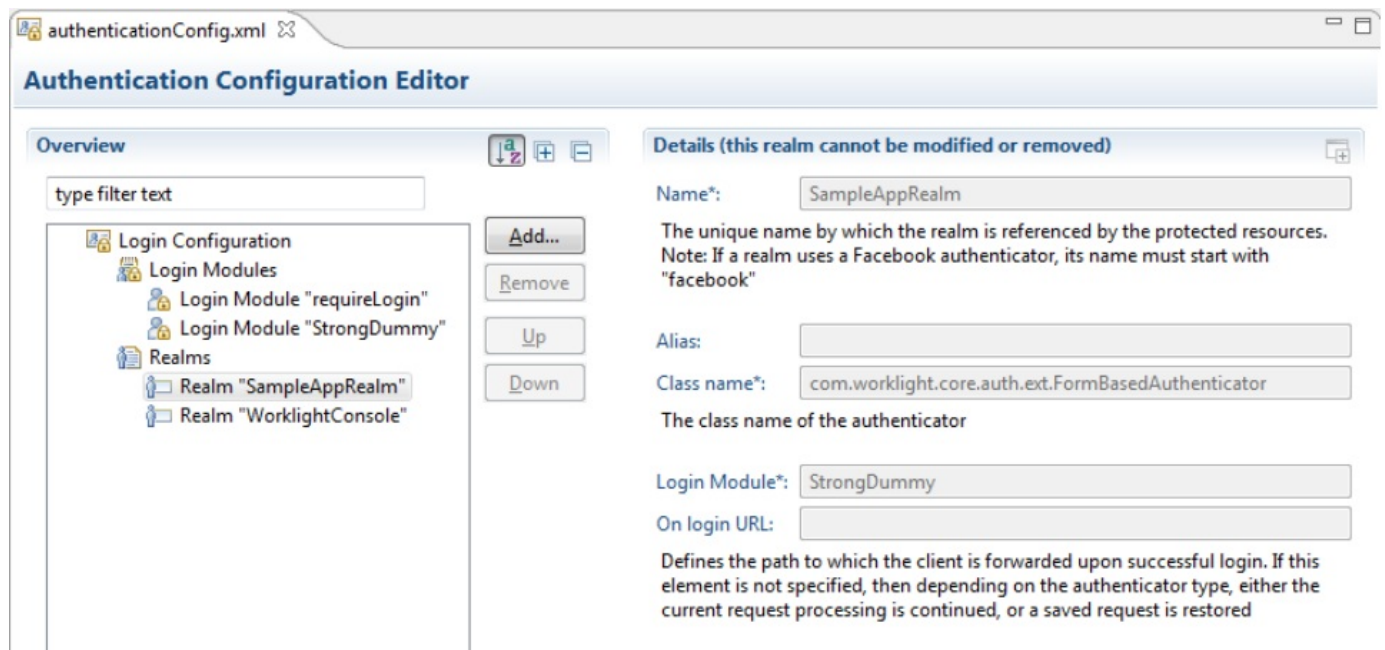 authenticationConfig.xml
Authentication Configuration Editor
Overview
type filter text
Login Configuration
Login Modules
Login Module "requireLogin"
Login Module "StrongDummy"
Realms
Realm "SampleAppRealm"
Realm "WorklightConsole"
Add...
Remove
Up
Down
Details (this realm cannot be modified or removed)
Name*: SampleAppRealm
The unique name by which the realm is referenced by the protected resources.
Note: If a realm uses a Facebook authenticator, its name must start with
"facebook"
Alias:
Class name*: com.worklight.core.auth.ext.FormBasedAuthenticator
The class name of the authenticator
Login Module*: StrongDummy
On login URL:
Defines the path to which the client is forwarded upon successful login. If this
element is not specified, then depending on the authenticator type, either the
current request processing is continued, or a saved request is restored